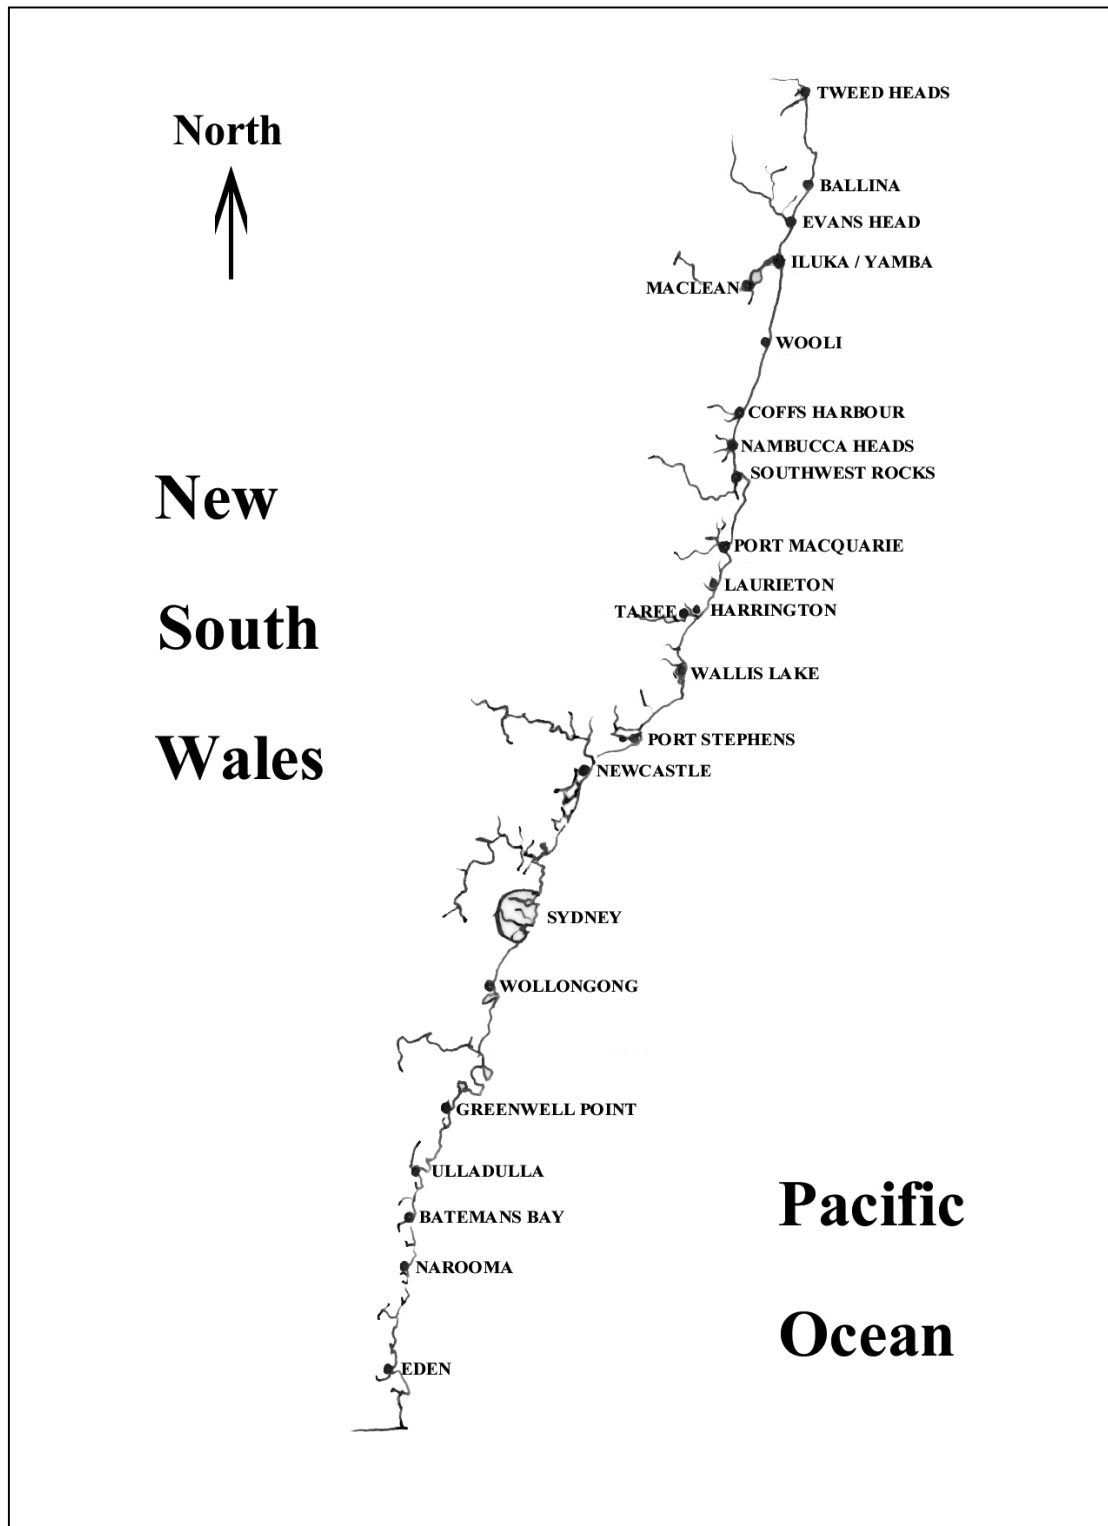 TWEED HEADS
North
BALLINA
EVANS HEAD
ILUKA / YAMBA
MACLEAN
WOOLI
COFFS HARBOUR
NAMBUCCA HEADS
SOUTHWEST ROCKS
New
PORT MACQUARIE
LAURIETON
TAREE
HARRINGTON
South
WALLIS LAKE
PORT STEPHENS
Wales
NEWCASTLE
SYDNEY
WOLLONGONG
GREENWELL POINT
ULLADULLA
Pacific
BATEMANS BAY
NAROOMA
Ocean
EDEN